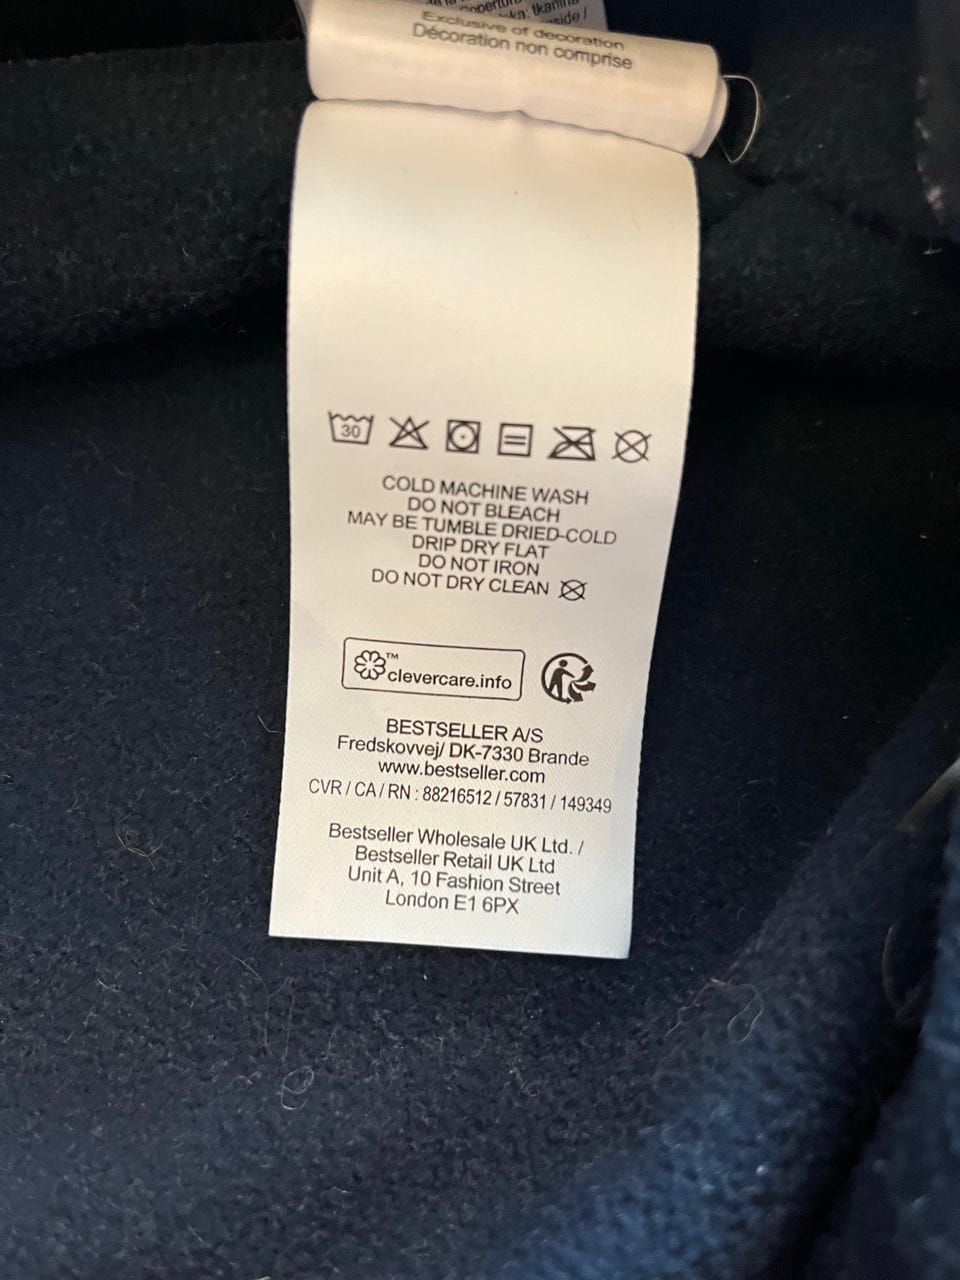 tkanina
Exclusive of decoration
Décoration non comprise
30
COLD MACHINE WASH
DO NOT BLEACH
MAY BE TUMBLE DRIED-COLD
DRIP DRY FLAT
DO NOT IRON
DO NOT DRY CLEAN
™
clevercare.info
BESTSELLER A/S
Fredskovvej/ DK-7330 Brande
www.bestseller.com
CVR / CA / RN : 88216512 / 57831 / 149349
Bestseller Wholesale UK Ltd. /
Bestseller Retail UK Ltd
Unit A, 10 Fashion Street
London E1 6PX